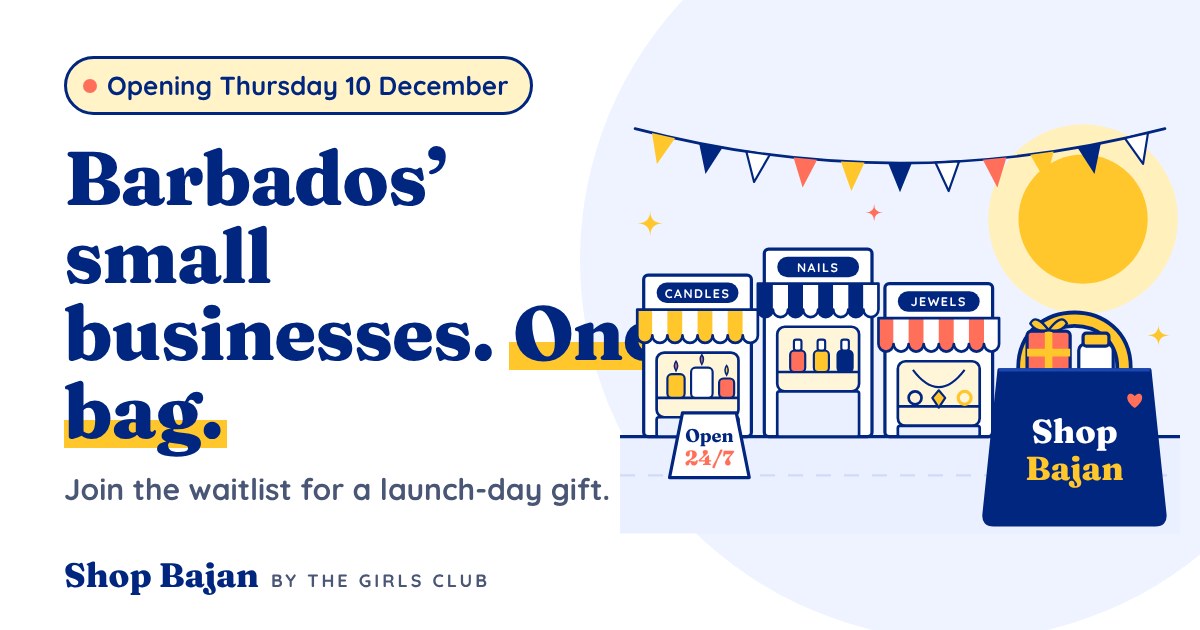 Opening Thursday 10 December
Barbados’
small
businesses. One
bag.
Join the waitlist for a launch-day gift.
Shop Bajan BY THE GIRLS CLUB
CANDLES
NAILS
JEWELS
Open
24/7
Shop
Bajan